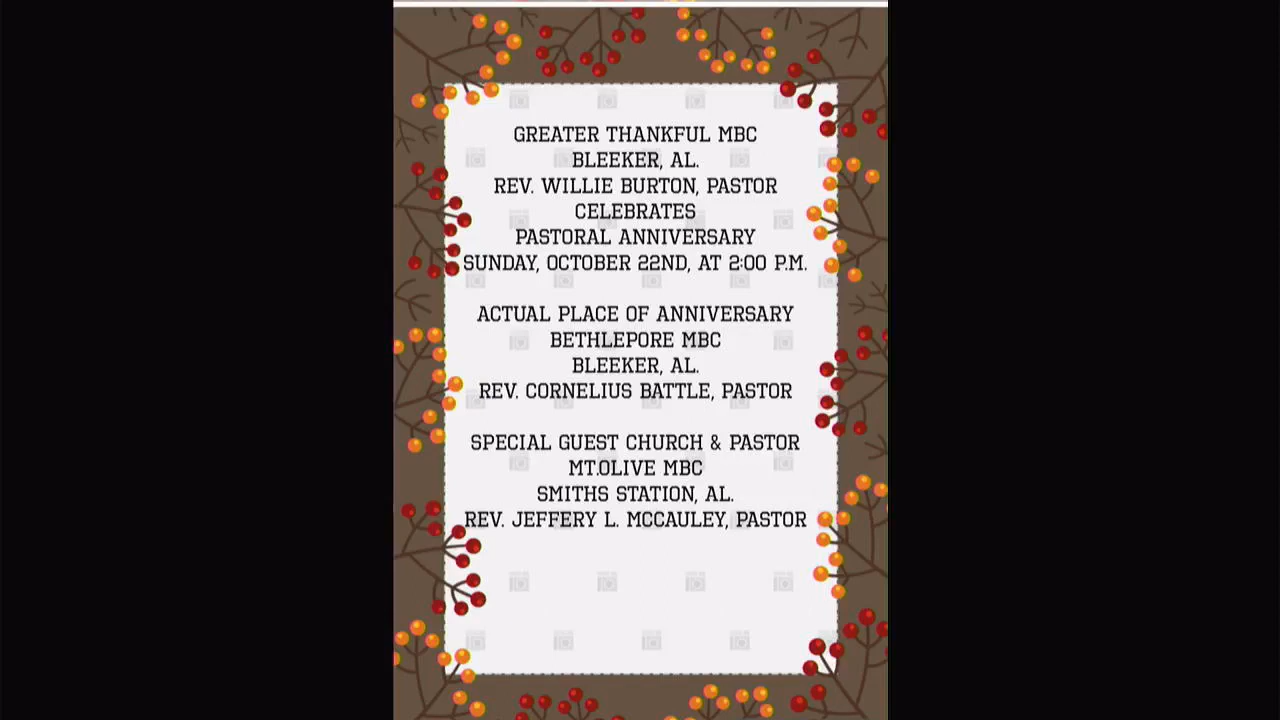 GREATER THANKFUL MBC
BLEEKER, AL.
REV. WILLIE BURTON, PASTOR
CELEBRATES
PASTORAL ANNIVERSARY
SUNDAY, OCTOBER 22ND, AT 2:00 P.M.
ACTUAL PLACE OF ANNIVERSARY
BETHLEPORE MBC
BLEEKER, AL.
REV. CORNELIUS BATTLE, PASTOR
SPECIAL GUEST CHURCH & PASTOR
MT.OLIVE MBC
SMITHS STATION, AL.
REV. JEFFERY L. MCCAULEY, PASTOR